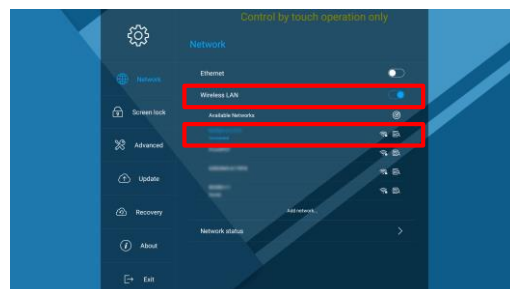 Control by touch operation only
Network
Network
Screen lock
Advanced
Update
Recovery
About
Exit
Ethernet
Wireless LAN
Available Networks
Add network...
Network status